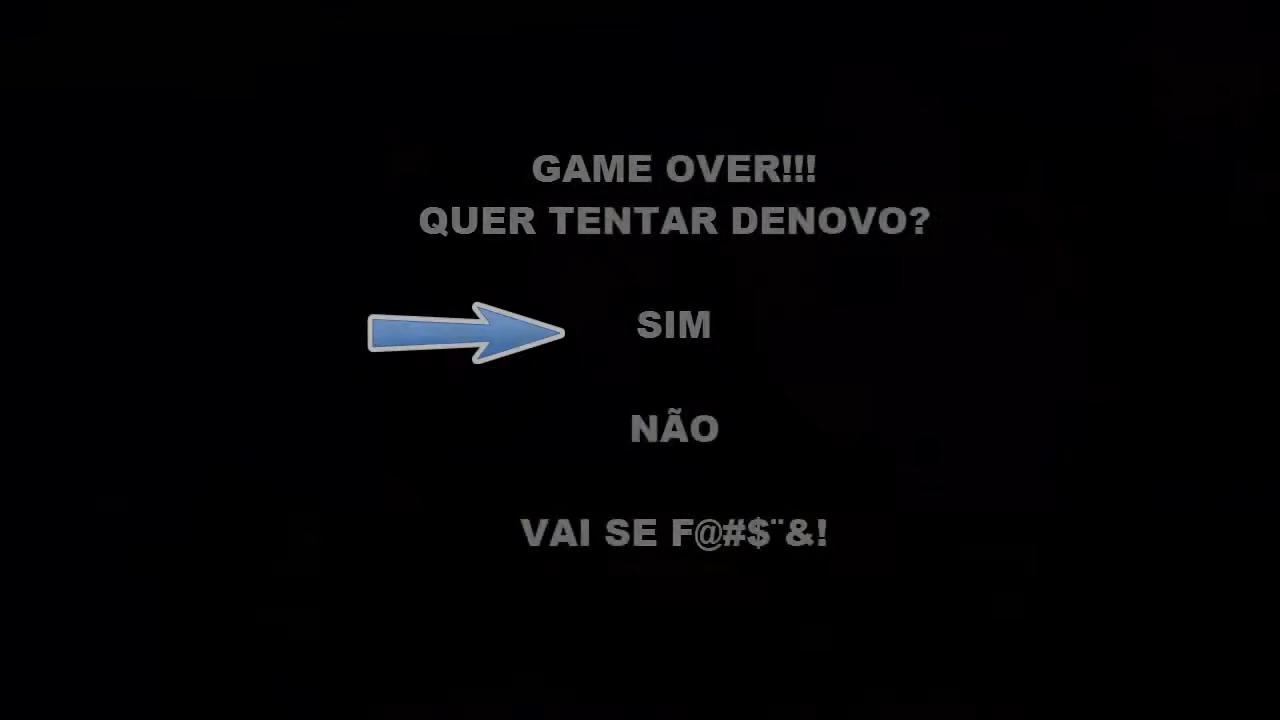 GAME OVER!!!
QUER TENTAR DENOVO?
SIM
NÃO
VAI SE F@#$¨&!